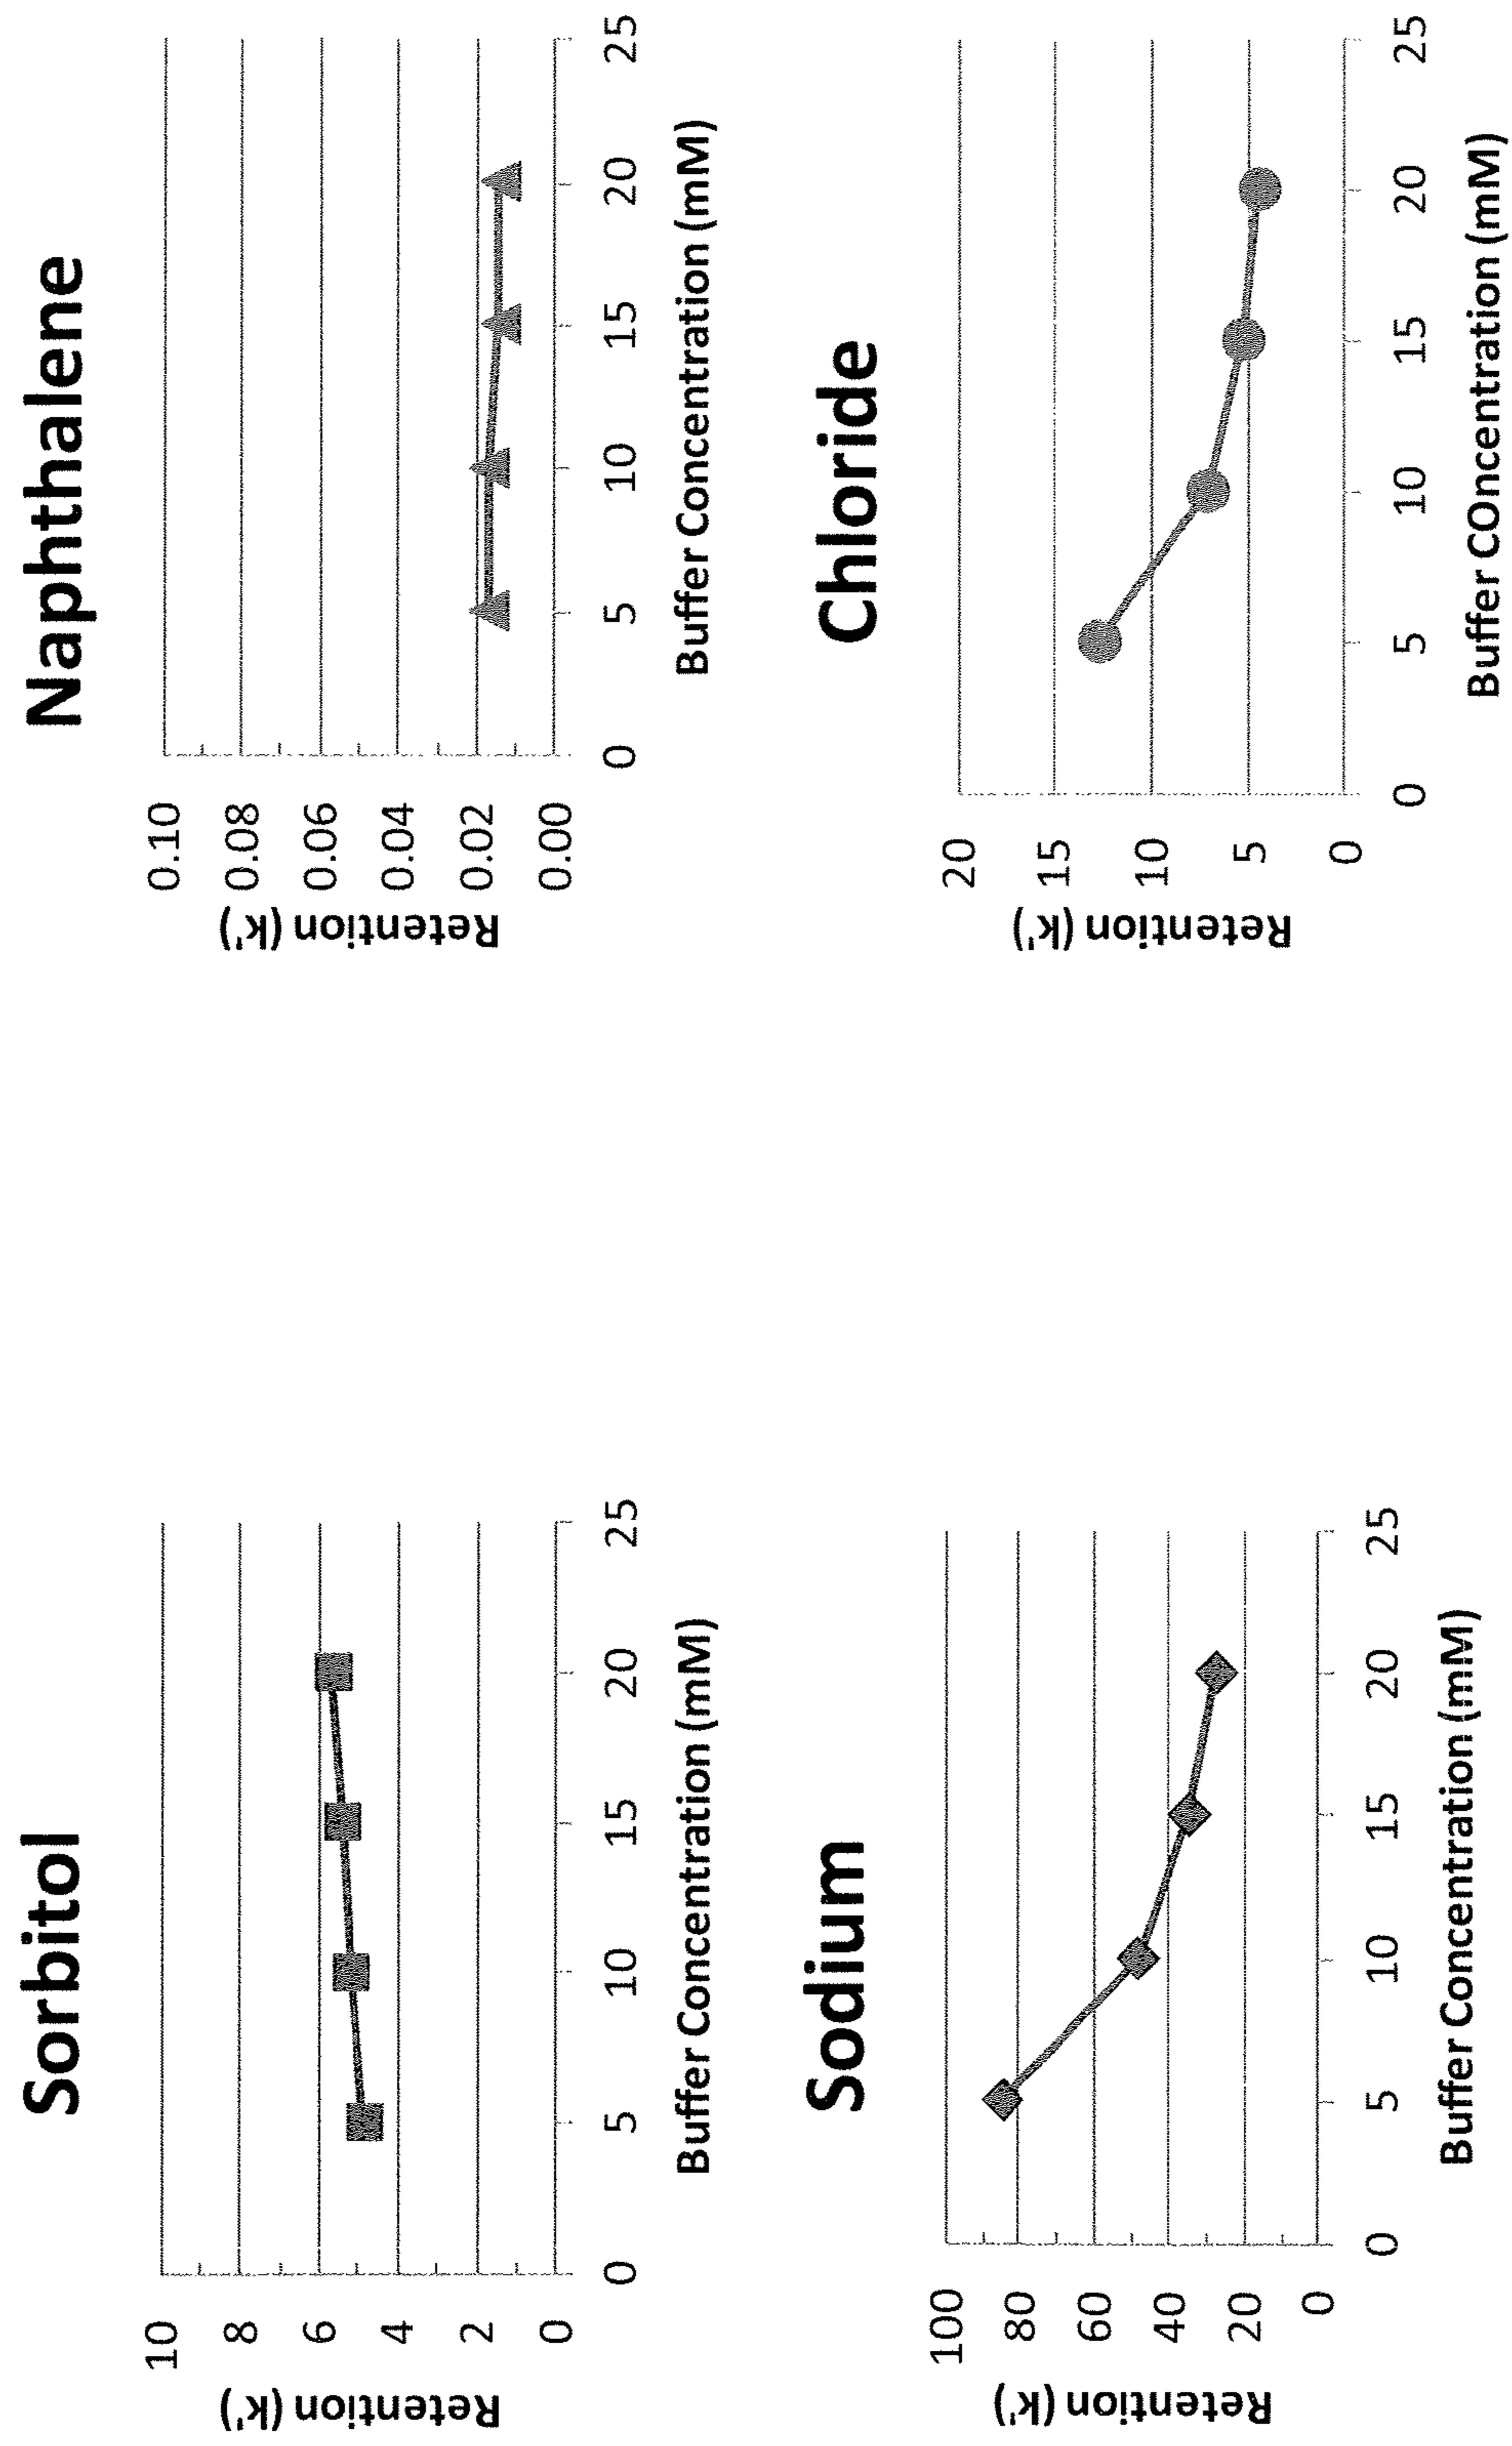 Sorbitol
Retention (k')
10
8
6
4
2
0
0 5 10 15 20 25
Buffer Concentration (mM)
Naphthalene
Retention (k')
0.10
0.08
0.06
0.04
0.02
0.00
0 5 10 15 20 25
Buffer Concentration (mM)
Sodium
Retention (k')
100
80
60
40
20
0
0 5 10 15 20 25
Buffer Concentration (mM)
Chloride
Retention (k')
20
15
10
5
0
0 5 10 15 20 25
Buffer COncentration (mM)